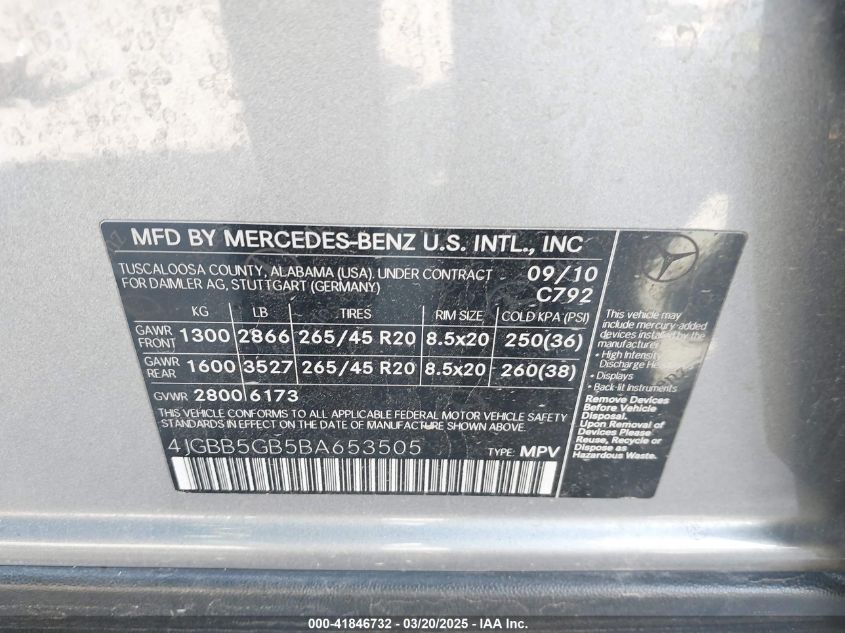 MFD BY MERCEDES-BENZ U.S. INTL., INC
TUSCALOOSA COUNTY, ALABAMA (USA). UNDER CONTRACT 09/10
FOR DAIMLER AG, STUTTGART (GERMANY) C792
KG LB TIRES RIM SIZE COLD KPA (PSI)
GAWR FRONT 1300 2866 265/45 R20 8.5x20 250(36)
GAWR REAR 1600 3527 265/45 R20 8.5x20 260(38)
GVWR 2800 6173
THIS VEHICLE CONFORMS TO ALL APPLICABLE FEDERAL MOTOR VEHICLE SAFETY
STANDARDS IN EFFECT ON THE DATE OF MANUFACTURE SHOWN ABOVE.
4JGBB5GB5BA653505 TYPE: MPV
This vehicle may
include mercury-added
devices installed by the
manufacturer:
• High Intensity
Discharge
• Displays
• Back-lit Instruments
Remove Devices
Before Vehicle
Disposal.
Upon Removal of
Devices Please
Reuse, Recycle or
Dispose as
Hazardous Waste.
000-41846732 - 03/20/2025 - IAA Inc.